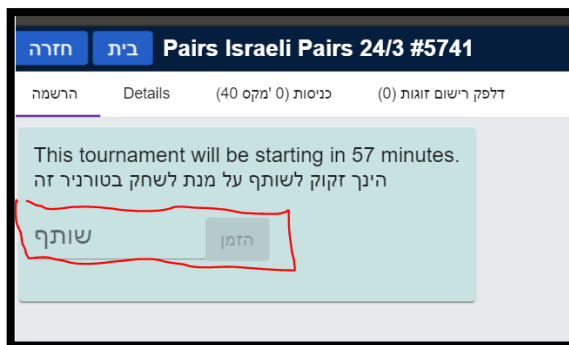 חזרה בית Pairs Israeli Pairs 24/3 #5741
הרשמה Details כניסות (0 'מקס 40) דלפק רישום זוגות (0)
This tournament will be starting in 57 minutes.
הינך זקוק לשותף על מנת לשחק בטורניר זה
שותף הזמן